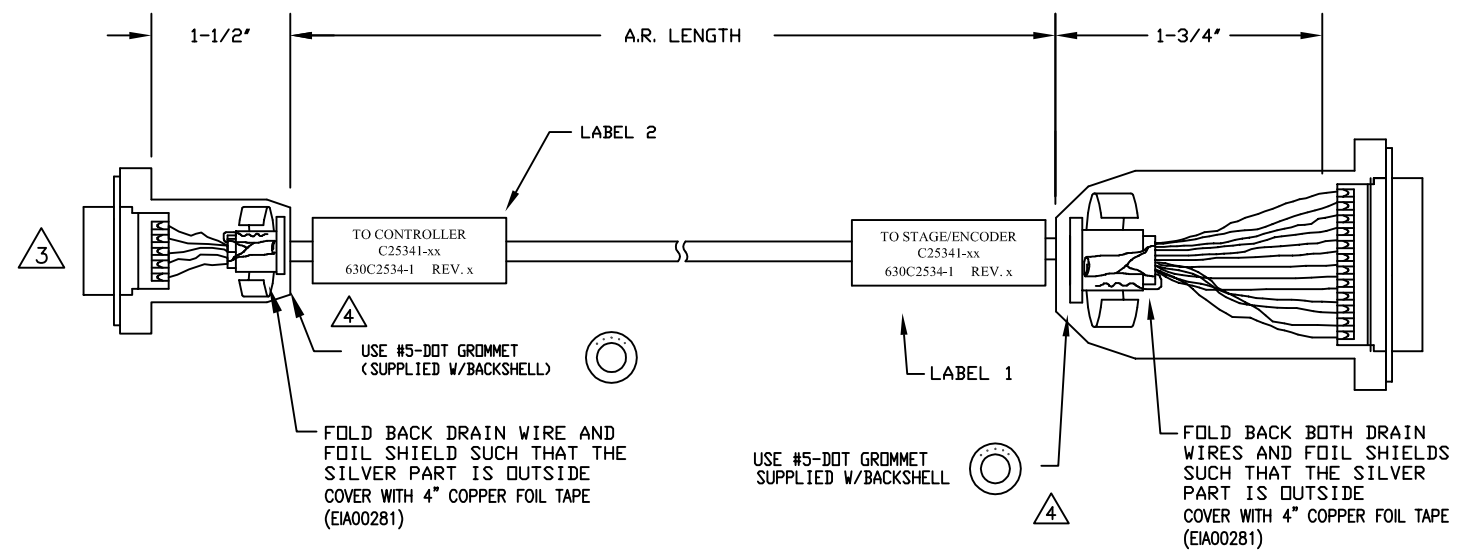 1-1/2"
A.R. LENGTH
1-3/4"
LABEL 2
3
TO CONTROLLER
C25341-xx
630C2534-1 REV. x
TO STAGE/ENCODER
C25341-xx
630C2534-1 REV. x
4
USE #5-DOT GROMMET
(SUPPLIED W/BACKSHELL)
LABEL 1
FOLD BACK DRAIN WIRE AND
FOIL SHIELD SUCH THAT THE
SILVER PART IS OUTSIDE
COVER WITH 4" COPPER FOIL TAPE
(EIA00281)
USE #5-DOT GROMMET
SUPPLIED W/BACKSHELL
4
FOLD BACK BOTH DRAIN
WIRES AND FOIL SHIELDS
SUCH THAT THE SILVER
PART IS OUTSIDE
COVER WITH 4" COPPER FOIL TAPE
(EIA00281)